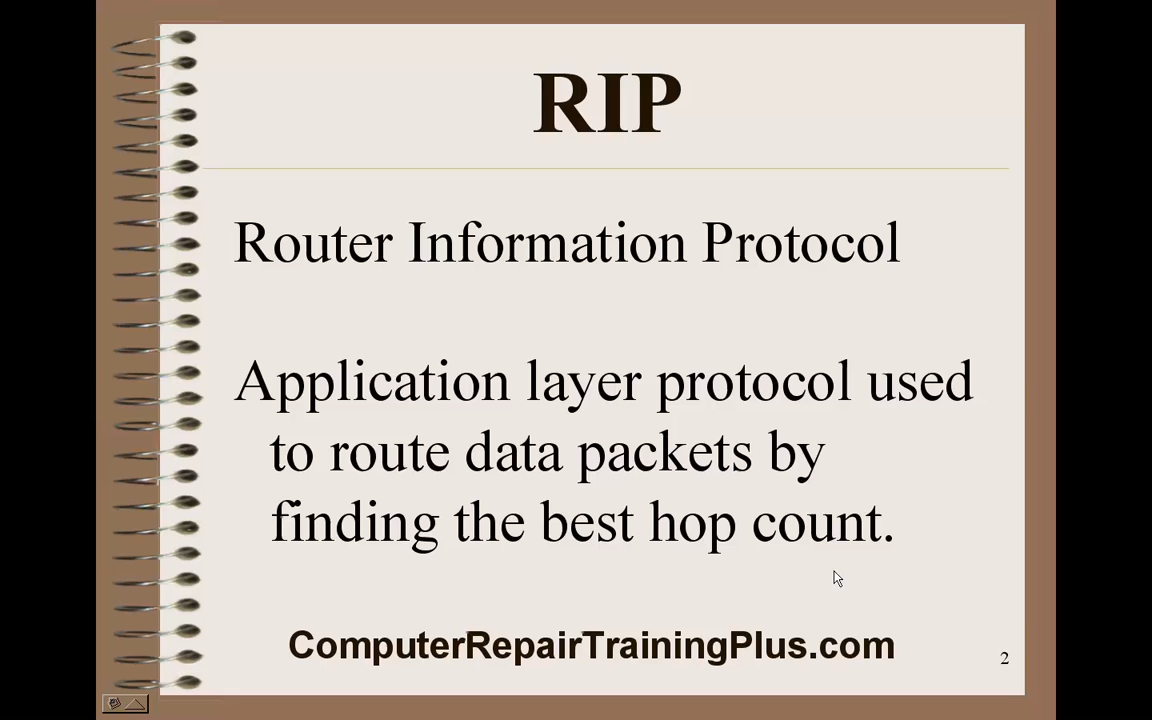 RIP
Router Information Protocol
Application layer protocol used
to route data packets by
finding the best hop count.
ComputerRepairTrainingPlus.com
2